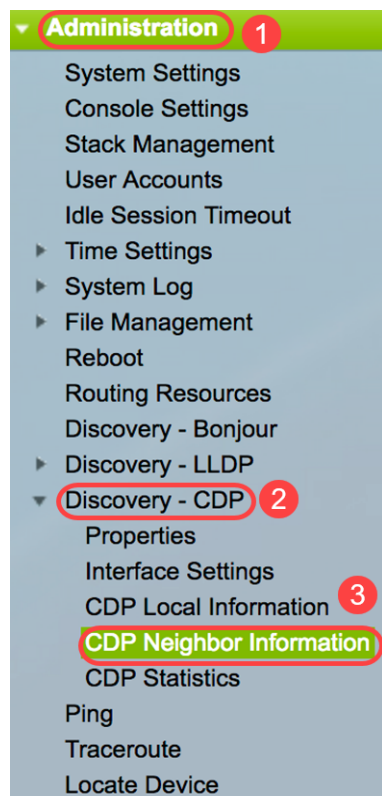 Administration 1
System Settings
Console Settings
Stack Management
User Accounts
Idle Session Timeout
Time Settings
System Log
File Management
Reboot
Routing Resources
Discovery - Bonjour
Discovery - LLDP
Discovery - CDP 2
Properties
Interface Settings
CDP Local Information 3
CDP Neighbor Information
CDP Statistics
Ping
Traceroute
Locate Device